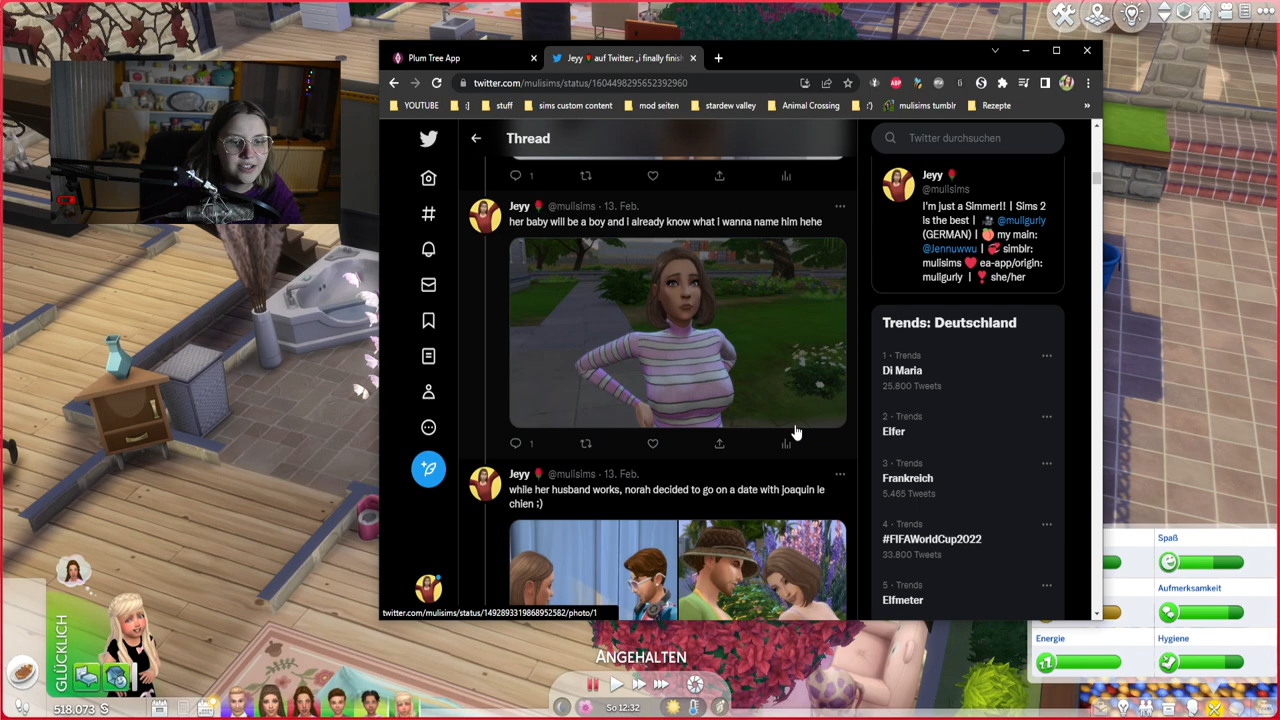 Plum Tree App
Jeyy auf Twitter: „i finally finish
twitter.com/mulisims/status/1604498295652392960
YOUTUBE
:]
stuff
sims custom content
mod seiten
stardew valley
Animal Crossing
:')
mulisims tumblr
Rezepte
Thread
Twitter durchsuchen
1
Jeyy @mulisims · 13. Feb.
her baby will be a boy and i already know what i wanna name him hehe
1
Jeyy @mulisims · 13. Feb.
while her husband works, norah decided to go on a date with joaquin le
chien ;)
twitter.com/mulisims/status/1492893319868952582/photo/1
Jeyy
@mulisims
I'm just a Simmer!! | Sims 2
is the best | @muligurly
(GERMAN) | my main:
@Jennuwwu | simblr:
mulisims ea-app/origin:
muligurly | she/her
Trends: Deutschland
1 · Trends
Di Maria
25.800 Tweets
2 · Trends
Elfer
3 · Trends
Frankreich
5.465 Tweets
4 · Trends
#FIFAWorldCup2022
33.800 Tweets
5 · Trends
Elfmeter
Spaß
Aufmerksamkeit
Energie
Hygiene
GLÜCKLICH
ANGEHALTEN
518.073 $
So 12:32